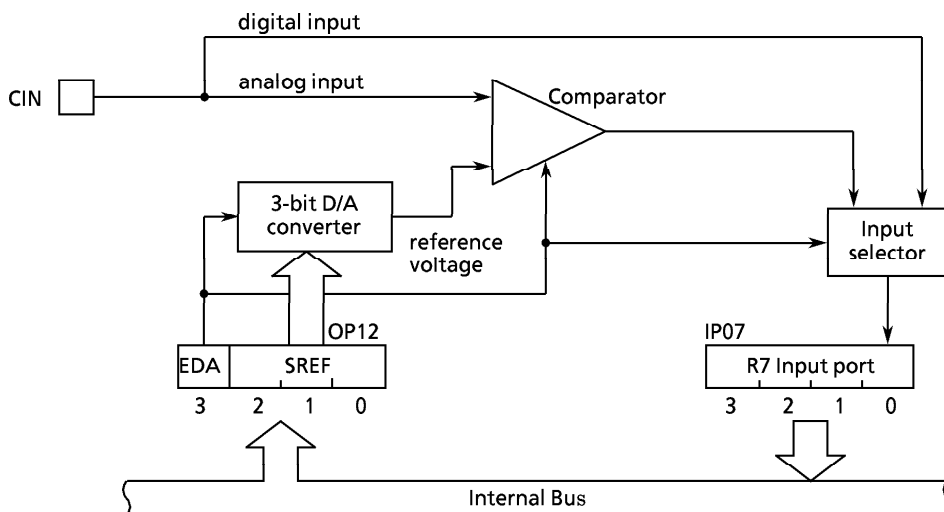 digital input
CIN
analog input
Comparator
3-bit D/A
converter
reference
voltage
Input
selector
OP12
IP07
EDA
SREF
R7 Input port
3 2 1 0
3 2 1 0
Internal Bus